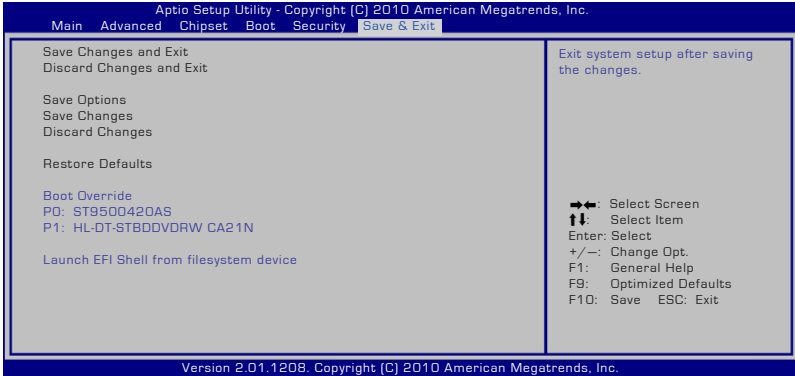 Aptio Setup Utility - Copyright (C) 2010 American Megatrends, Inc.
Main Advanced Chipset Boot Security Save & Exit
Save Changes and Exit
Discard Changes and Exit
Save Options
Save Changes
Discard Changes
Restore Defaults
Boot Override
P0: ST9500420AS
P1: HL-DT-STBDDVDRW CA21N
Launch EFI Shell from filesystem device
Exit system setup after saving
the changes.
→←: Select Screen
↑↓: Select Item
Enter: Select
+/—: Change Opt.
F1: General Help
F9: Optimized Defaults
F10: Save ESC: Exit
Version 2.01.1208. Copyright (C) 2010 American Megatrends, Inc.